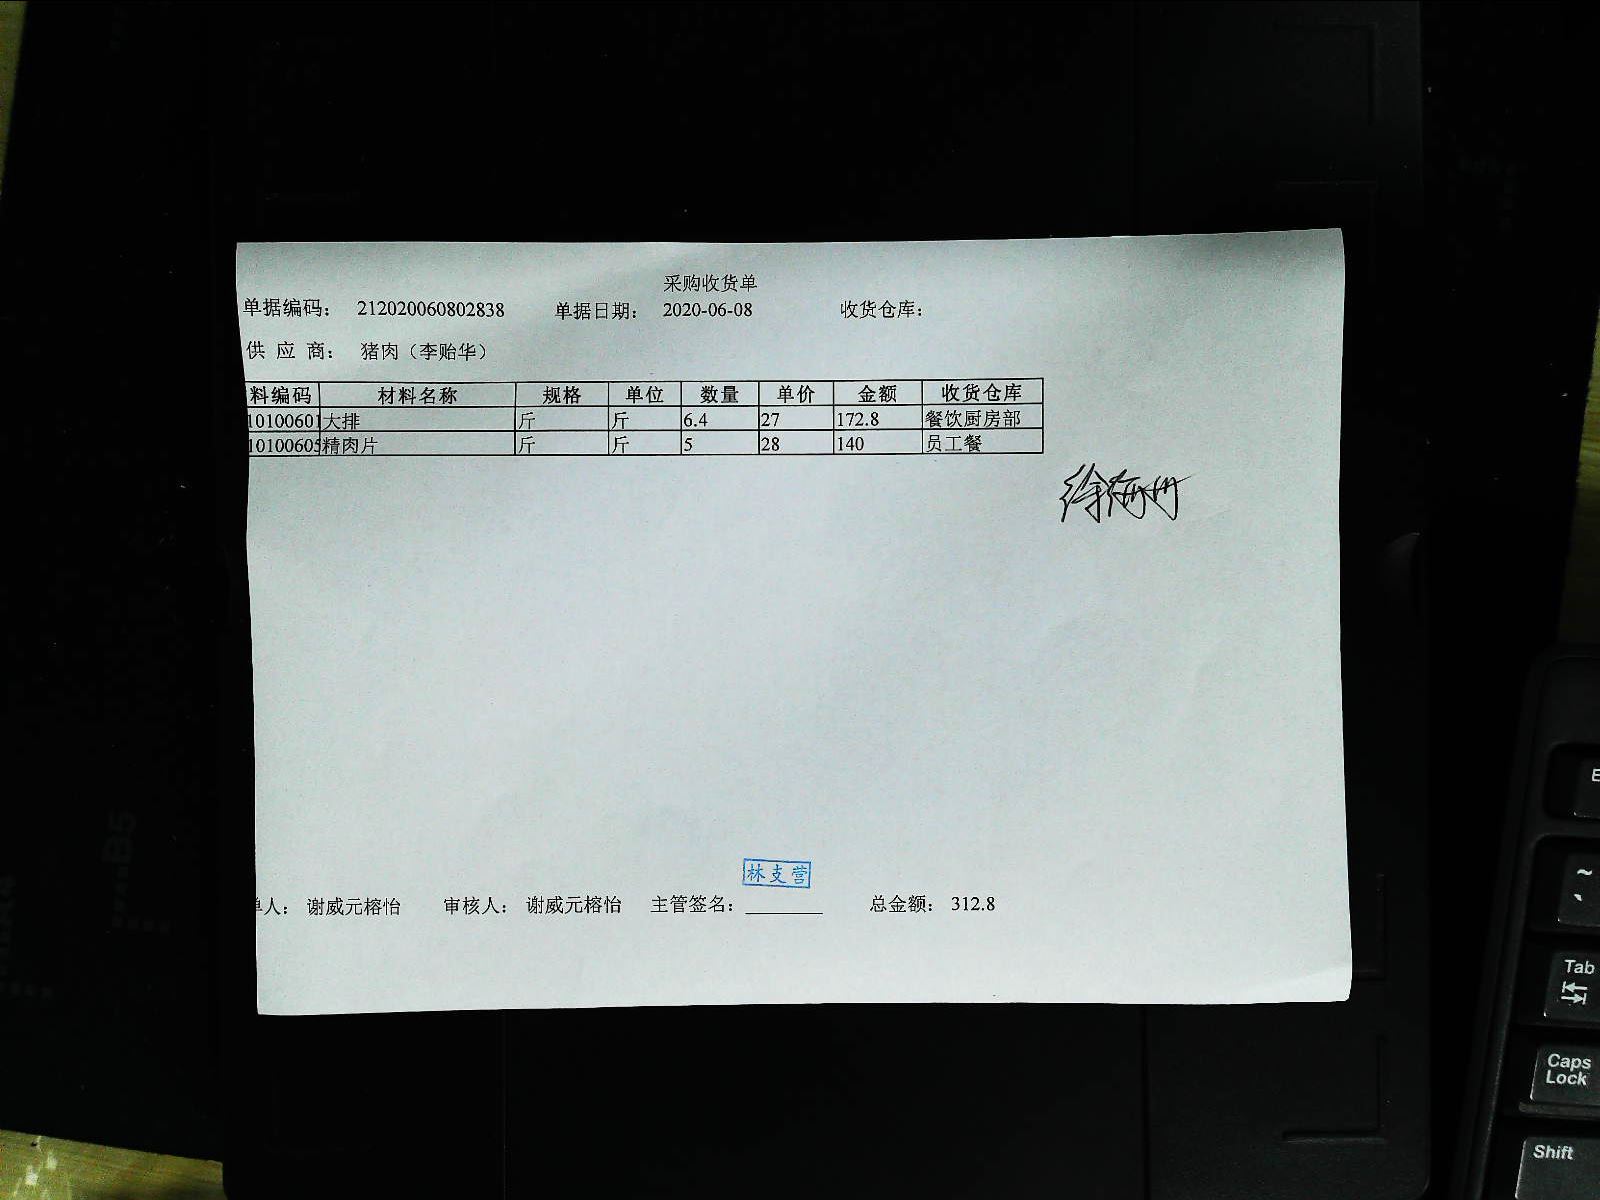 采购收货单
单据编码： 212020060802838 单据日期： 2020-06-08 收货仓库：
供 应 商： 猪肉（李贻华）
料编码 材料名称 规格 单位 数量 单价 金额 收货仓库
10100601 大排 斤 斤 6.4 27 172.8 餐饮厨房部
10100605 精肉片 斤 斤 5 28 140 员工餐
林支营
单人： 谢威元榕怡 审核人： 谢威元榕怡 主管签名： 总金额： 312.8
Tab
Caps Lock
Shift